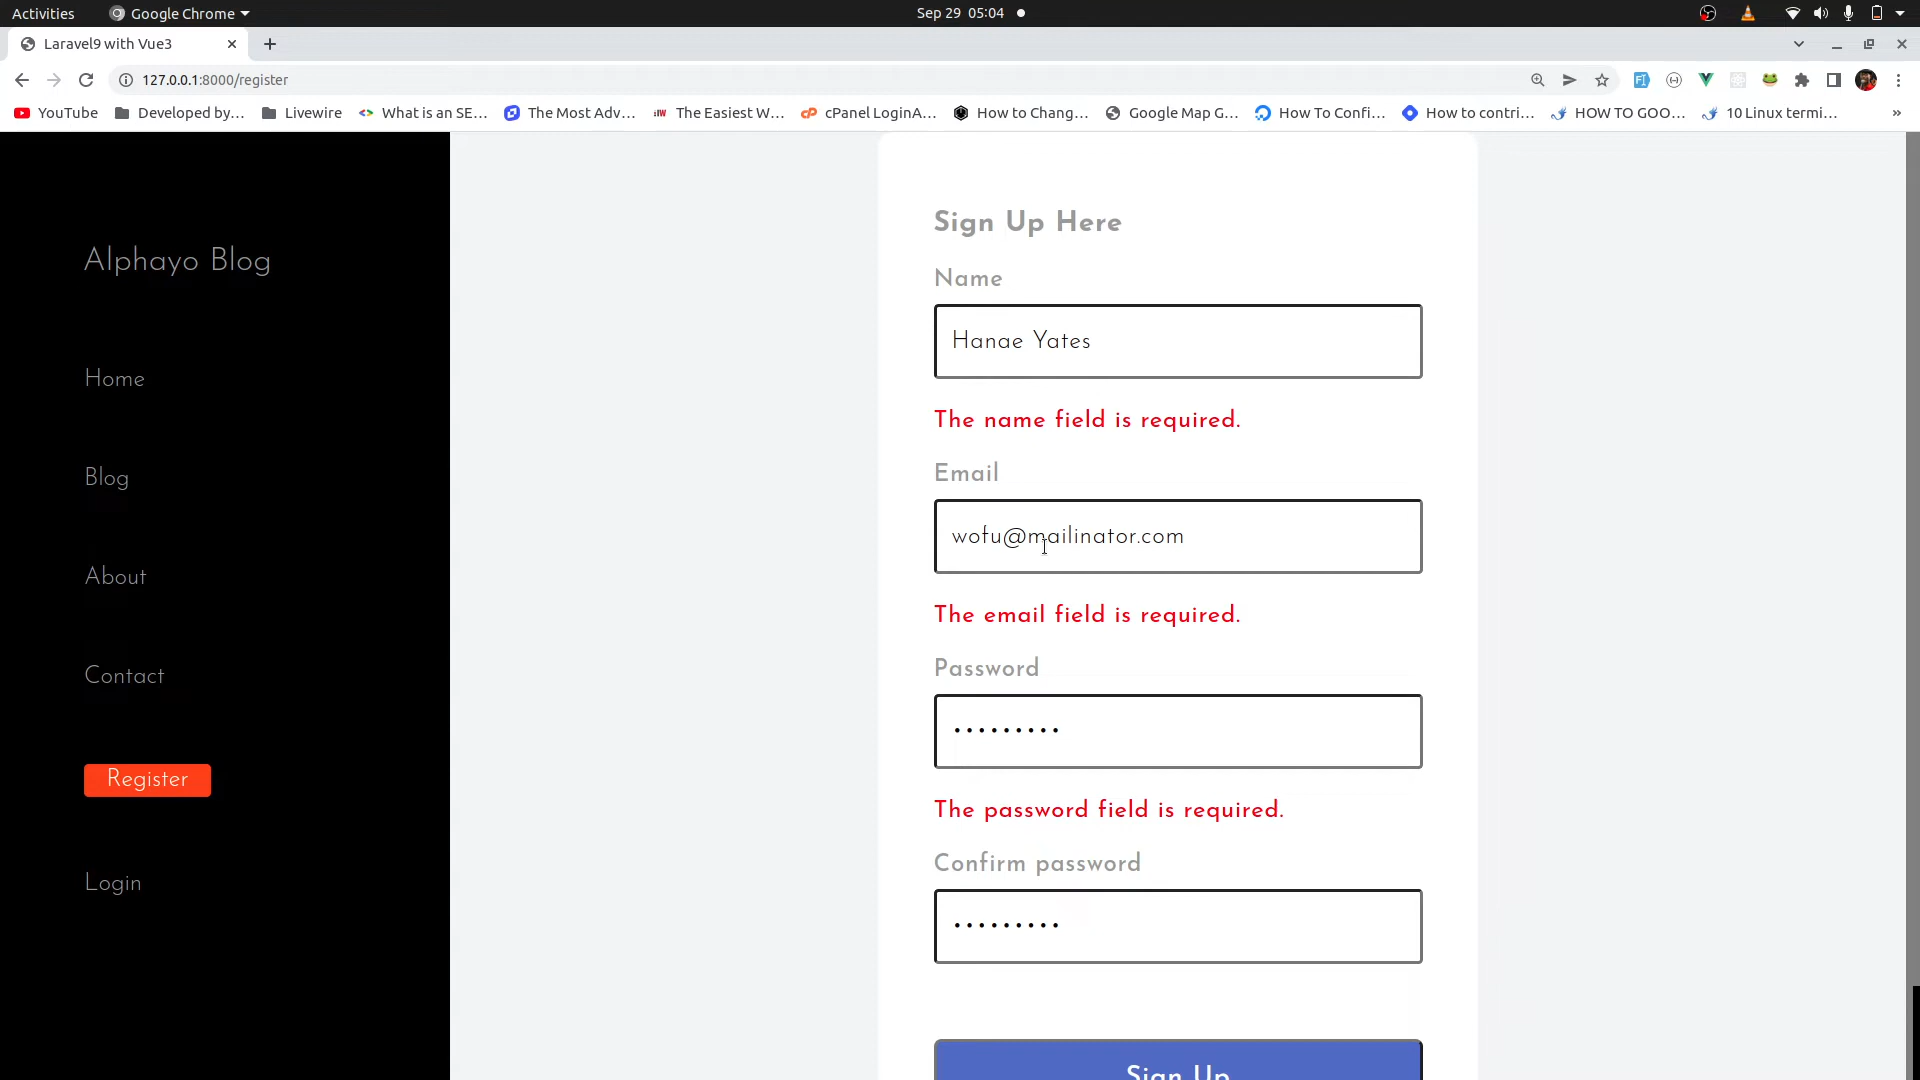 Activities
Google Chrome
Sep 29 05:04
Laravel9 with Vue3
127.0.0.1:8000/register
YouTube
Developed by...
Livewire
What is an SE...
The Most Adv...
The Easiest W...
cPanel LoginA...
How to Chang...
Google Map G...
How To Confi...
How to contri...
HOW TO GOO...
10 Linux termi...
»
Alphayo Blog
Home
Blog
About
Contact
Register
Login
Sign Up Here
Name
Hanae Yates
The name field is required.
Email
wofu@mailinator.com
The email field is required.
Password
•••••••••
The password field is required.
Confirm password
•••••••••
Sign Up